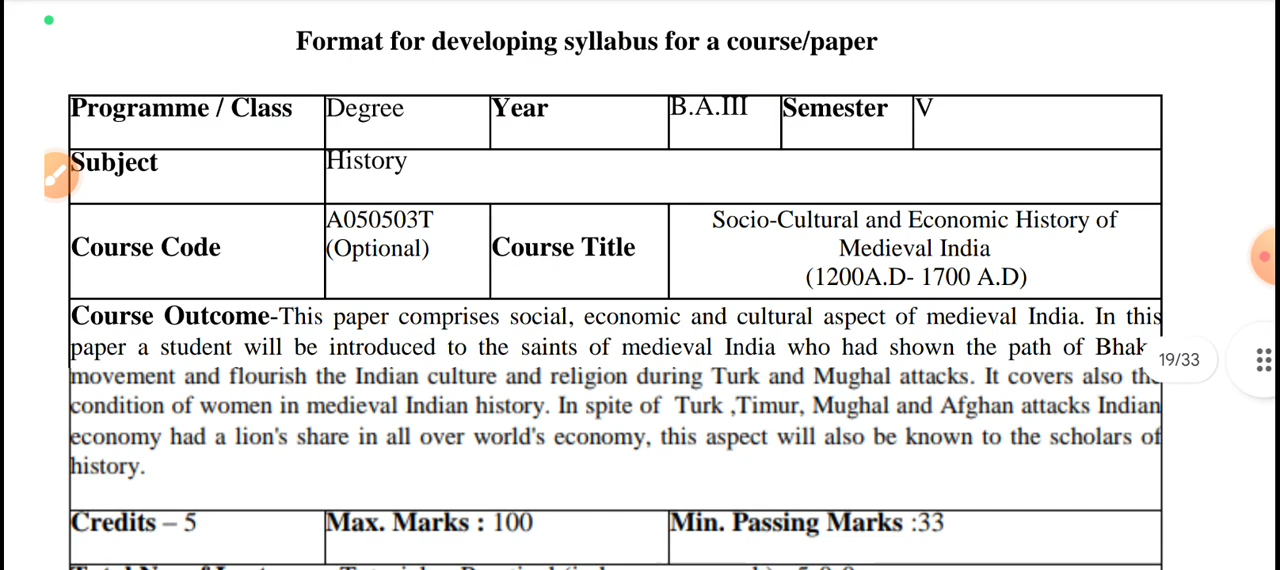 Format for developing syllabus for a course/paper
Programme / Class Degree Year B.A.III Semester V
Subject History
Course Code A050503T (Optional) Course Title Socio-Cultural and Economic History of
Medieval India
(1200A.D- 1700 A.D)
Course Outcome-This paper comprises social, economic and cultural aspect of medieval India. In this
paper a student will be introduced to the saints of medieval India who had shown the path of
movement and flourish the Indian culture and religion during Turk and Mughal attacks. It covers also
condition of women in medieval Indian history. In spite of Turk ,Timur, Mughal and Afghan attacks Indian
economy had a lion's share in all over world's economy, this aspect will also be known to the scholars of
history.
19/33
Credits – 5 Max. Marks : 100 Min. Passing Marks :33